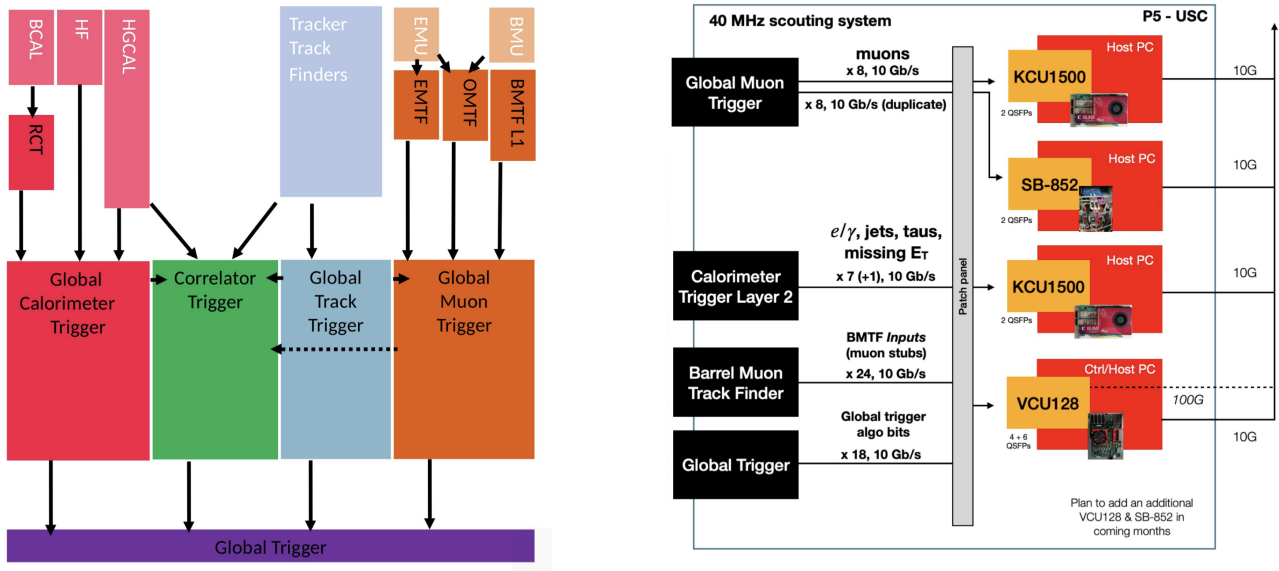 BCAL
HF
HGCAL
Tracker
Track
Finders
EMU
BMU
RCT
EMTF
OMTF
BMTF L1
Global
Calorimeter
Trigger
Correlator
Trigger
Global
Track
Trigger
Global
Muon
Trigger
Global Trigger
40 MHz scouting system
P5 - USC
Global Muon
Trigger
muons
x 8, 10 Gb/s
x 8, 10 Gb/s (duplicate)
Host PC
KCU1500
2 QSFPs
10G
Host PC
SB-852
2 QSFPs
10G
Calorimeter
Trigger Layer 2
e/γ, jets, taus,
missing ET
x 7 (+1), 10 Gb/s
Patch panel
Host PC
KCU1500
2 QSFPs
10G
Barrel Muon
Track Finder
BMTF Inputs
(muon stubs)
x 24, 10 Gb/s
Ctrl/Host PC
VCU128
4 + 6
QSFPs
100G
10G
Global Trigger
Global trigger
algo bits
x 18, 10 Gb/s
Plan to add an additional
VCU128 & SB-852 in
coming months